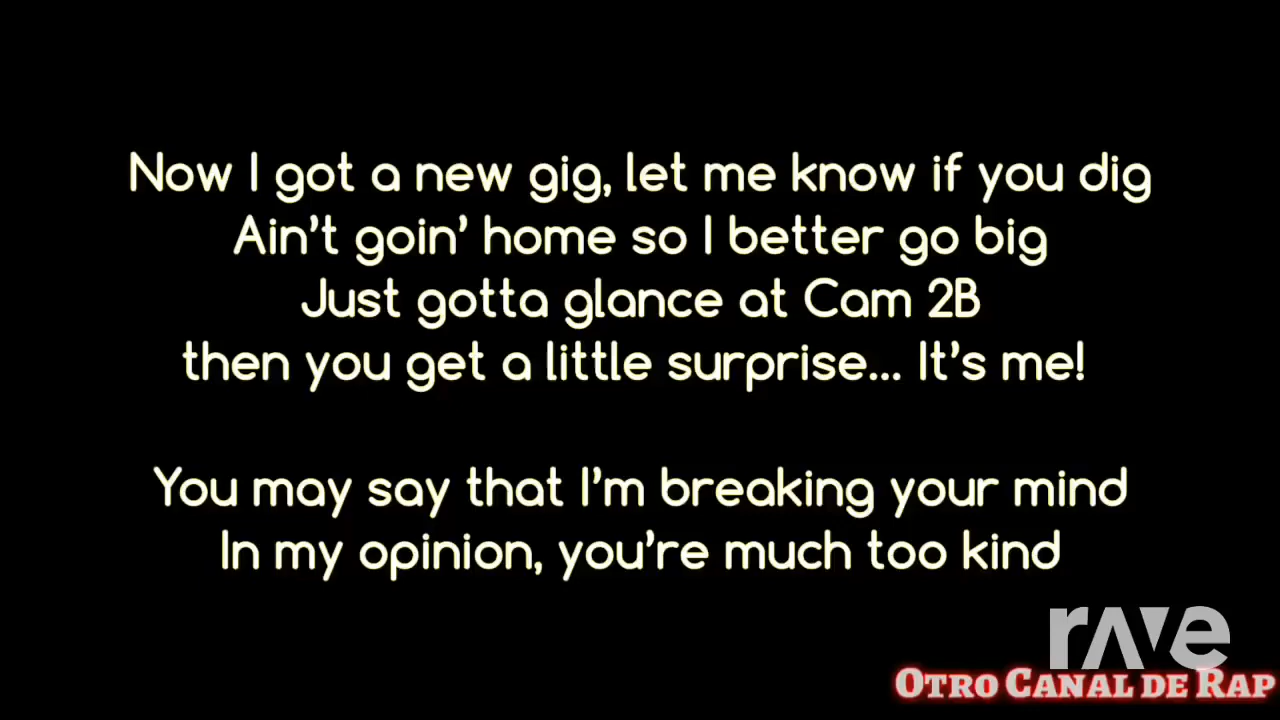 Now I got a new gig, let me know if you dig
Ain't goin' home so I better go big
Just gotta glance at Cam 2B
then you get a little surprise... It's me!
You may say that I'm breaking your mind
In my opinion, you're much too kind
rave
Otro Canal de Rap